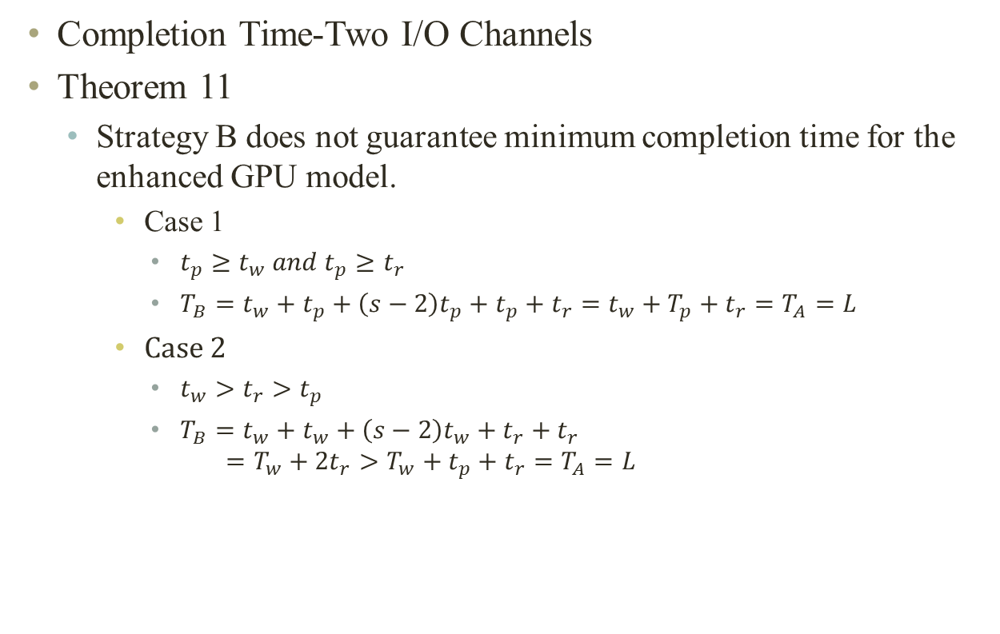 • Completion Time-Two I/O Channels
• Theorem 11
• Strategy B does not guarantee minimum completion time for the
enhanced GPU model.
• Case 1
• t_p ≥ t_w and t_p ≥ t_r
• T_B = t_w + t_p + (s − 2)t_p + t_p + t_r = t_w + T_p + t_r = T_A = L
• Case 2
• t_w > t_r > t_p
• T_B = t_w + t_w + (s − 2)t_w + t_r + t_r
= T_w + 2t_r > T_w + t_p + t_r = T_A = L